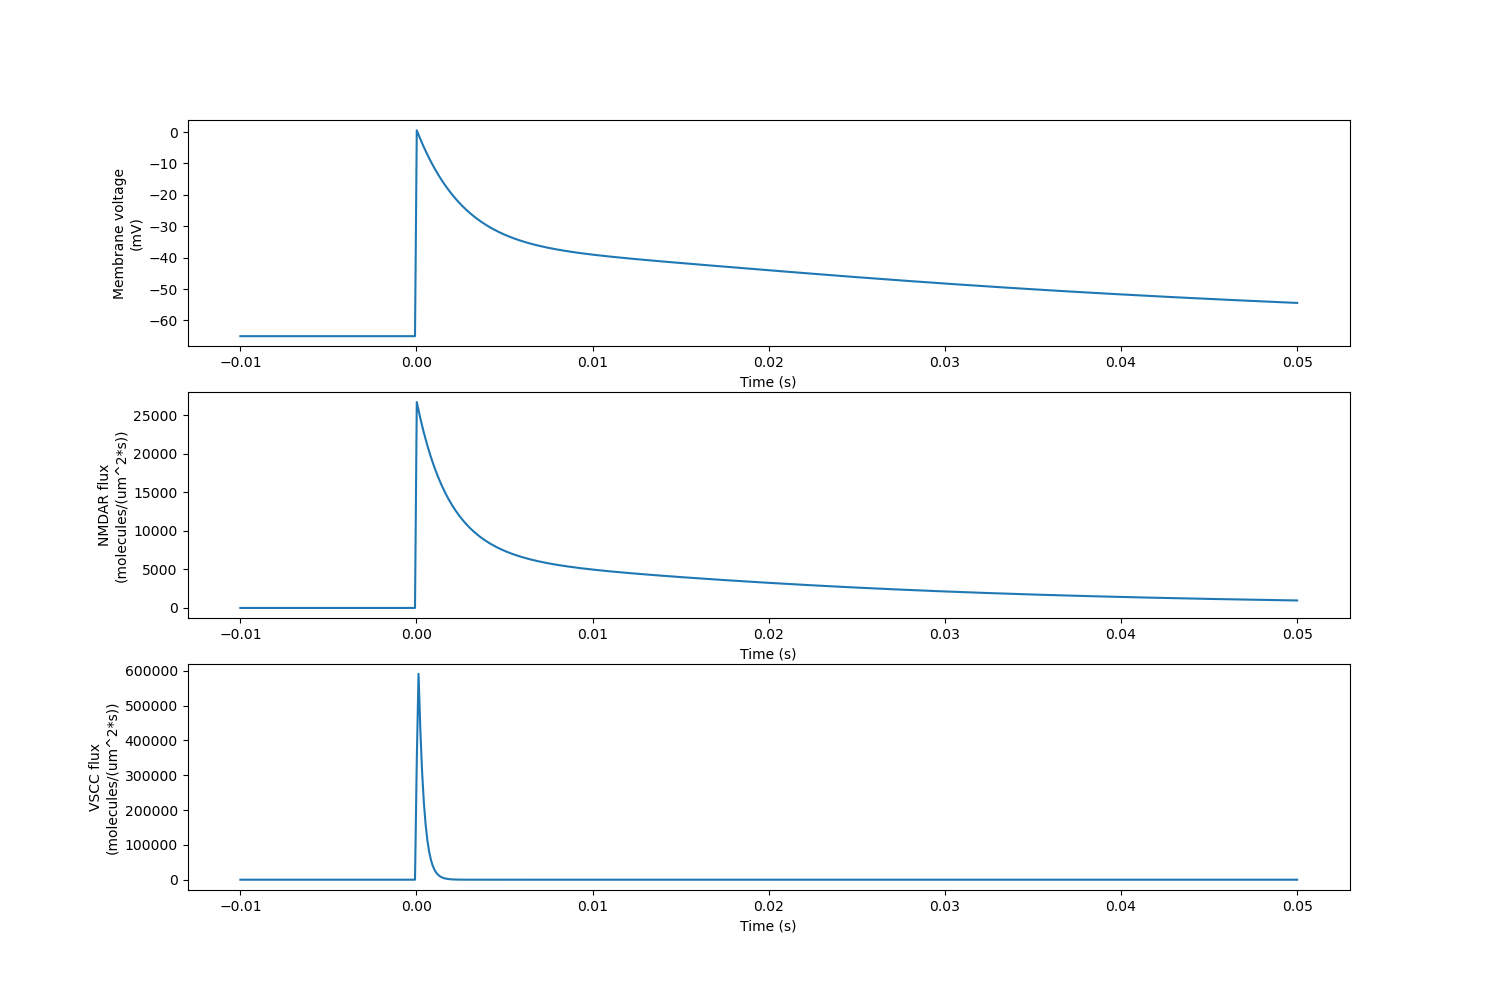 0
−10
−20
−30
−40
−50
−60
Membrane voltage
(mV)
−0.01 0.00 0.01 0.02 0.03 0.04 0.05
Time (s)
25000
20000
15000
10000
5000
0
NMDAR flux
(molecules/(um^2*s))
−0.01 0.00 0.01 0.02 0.03 0.04 0.05
Time (s)
600000
500000
400000
300000
200000
100000
0
VSCC flux
(molecules/(um^2*s))
−0.01 0.00 0.01 0.02 0.03 0.04 0.05
Time (s)